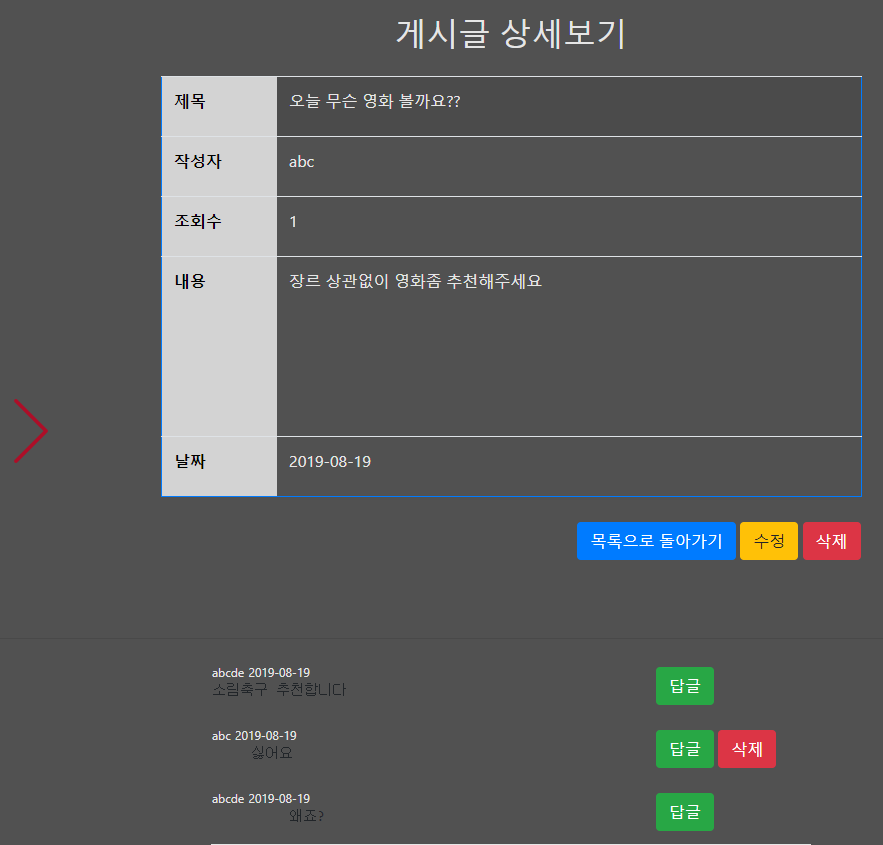 게시글 상세보기
제목 오늘 무슨 영화 볼까요??
작성자 abc
조회수 1
내용 장르 상관없이 영화좀 추천해주세요
날짜 2019-08-19
목록으로 돌아가기 수정 삭제
abcde 2019-08-19
소림축구 추천합니다 답글
abc 2019-08-19
싫어요 답글 삭제
abcde 2019-08-19
왜죠? 답글